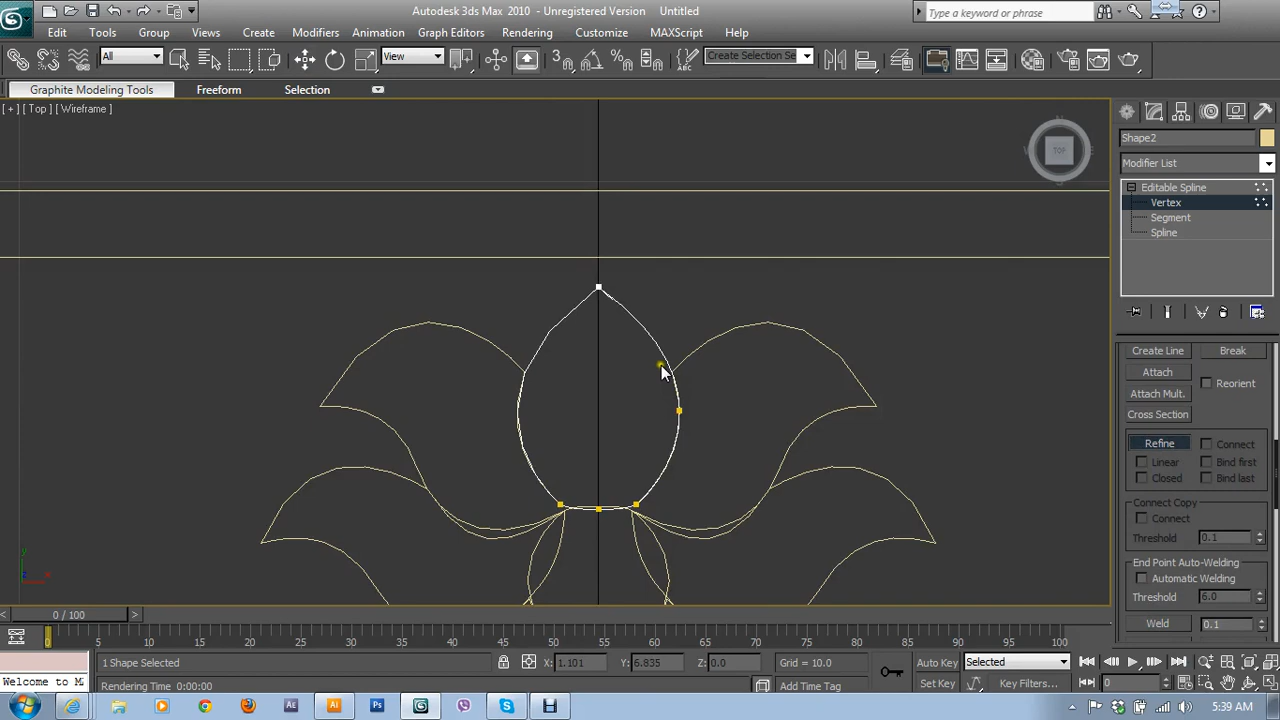 Autodesk 3ds Max 2010 - Unregistered Version Untitled
Type a keyword or phrase
Edit Tools Group Views Create Modifiers Animation Graph Editors Rendering Customize MAXScript Help
All View Create Selection Se
Graphite Modeling Tools Freeform Selection
[ + ] [ Top ] [ Wireframe ]
TOP
Shape2
Modifier List
Editable Spline
Vertex
Segment
Spline
Create Line Break
Attach Reorient
Attach Mult.
Cross Section
Refine Connect
Linear Bind first
Closed Bind last
Connect Copy
Connect
Threshold 0.1
End Point Auto-Welding
Automatic Welding
Threshold 6.0
Weld 0.1
y
0 / 100
0 5 10 15 20 25 30 35 40 45 50 55 60 65 70 75 80 85 90 95 100
1 Shape Selected X: 1.101 Y: 6.835 Z: 0.0 Grid = 10.0 Auto Key Selected
Welcome to M Rendering Time 0:00:00 Add Time Tag Set Key Key Filters... 0
5:39 AM